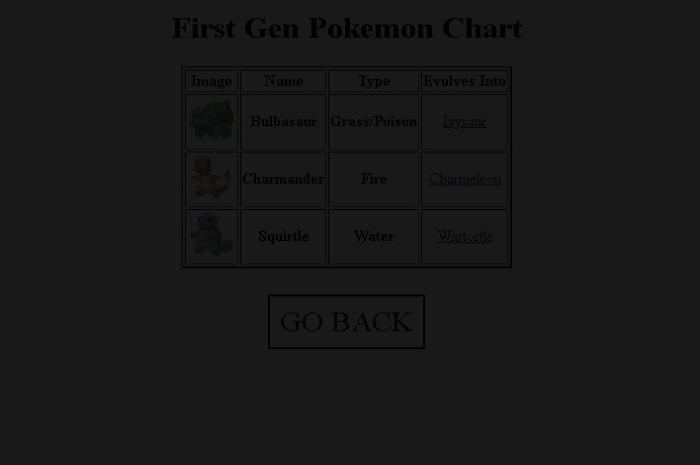 First Gen Pokemon Chart
Image Name Type Evolves Into
Bulbasaur Grass/Poison Ivysaur
Charmander Fire Charmeleon
Squirtle Water Wartortle
GO BACK